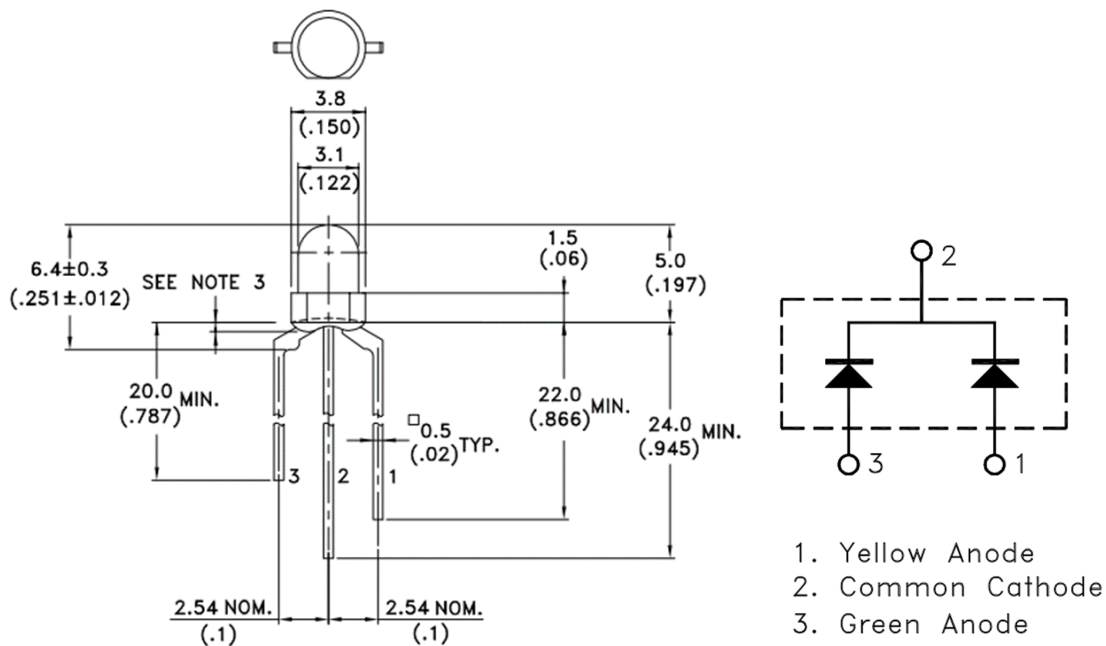 3.8
(.150)
3.1
(.122)
1.5
(.06)
5.0
(.197)
6.4±0.3
(.251±.012)
SEE NOTE 3
20.0 MIN.
(.787)
22.0 MIN.
(.866)
24.0 MIN.
(.945)
□0.5 TYP.
(.02)
3
2
1
2.54 NOM.
(.1)
2.54 NOM.
(.1)
2
3
1
1. Yellow Anode
2. Common Cathode
3. Green Anode